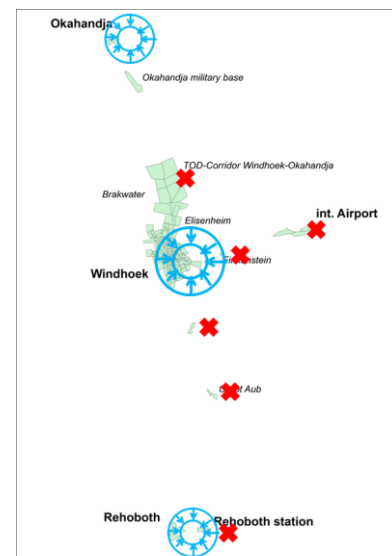 Okahandja
Okahandja military base
TOD-Corridor Windhoek-Okahandja
Brakwater
Elisenheim
int. Airport
Windhoek
Aub
Rehoboth
Rehoboth station